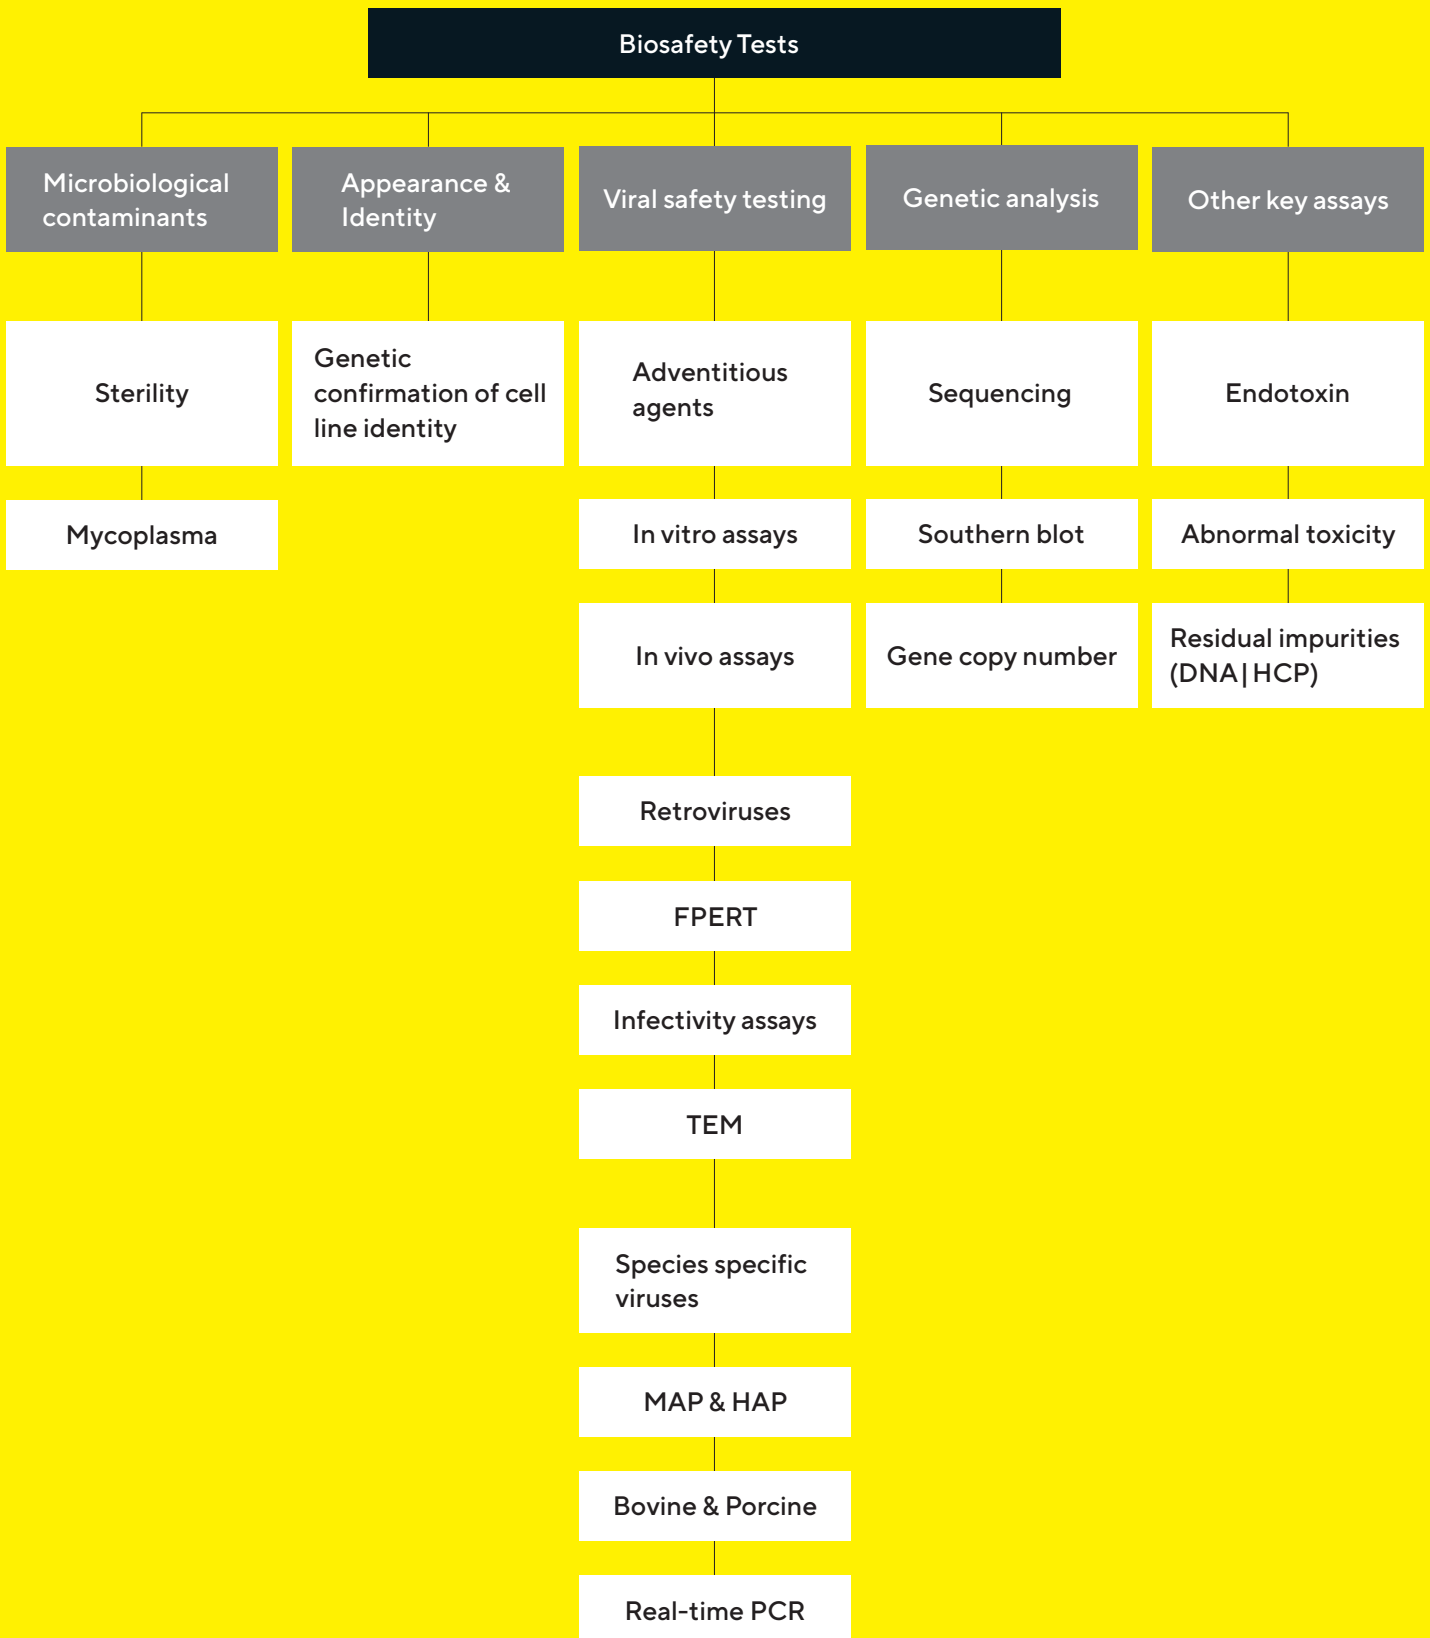 Biosafety Tests
Microbiological
contaminants
Appearance &
Identity
Viral safety testing
Genetic analysis
Other key assays
Sterility
Genetic
confirmation of cell
line identity
Adventitious
agents
Sequencing
Endotoxin
Mycoplasma
In vitro assays
Southern blot
Abnormal toxicity
In vivo assays
Gene copy number
Residual impurities
(DNA|HCP)
Retroviruses
FPERT
Infectivity assays
TEM
Species specific
viruses
MAP & HAP
Bovine & Porcine
Real-time PCR